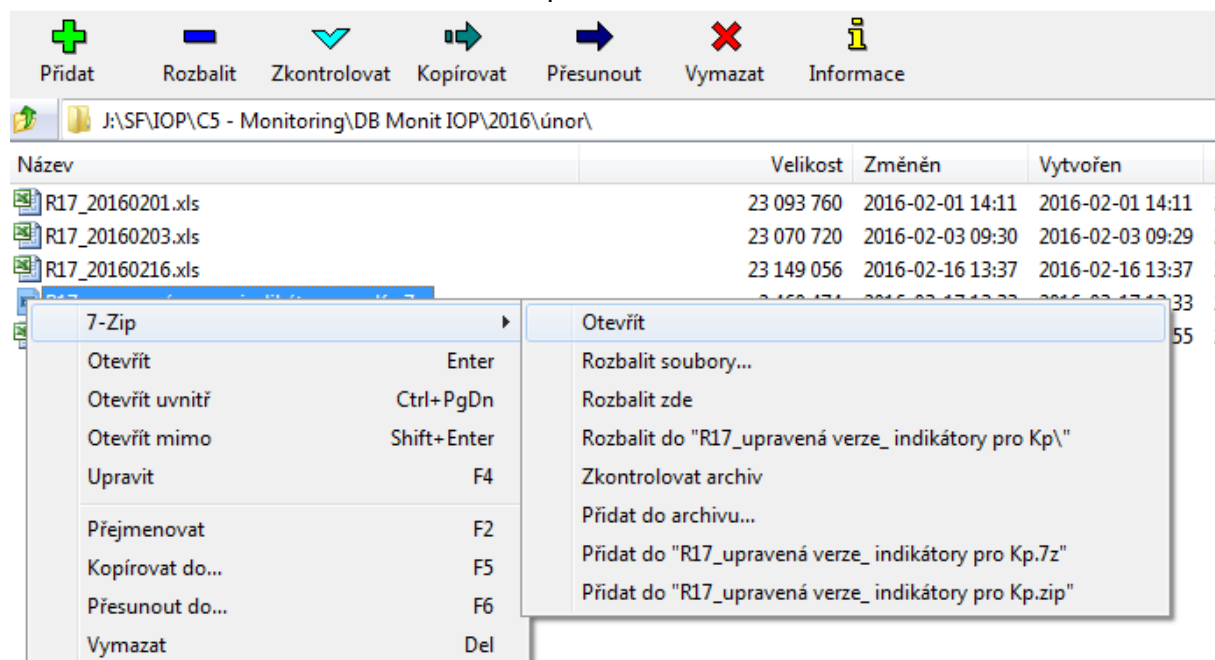 Přidat Rozbalit Zkontrolovat Kopírovat Přesunout Vymazat Informace
J:\SF\IOP\C5 - Monitoring\DB Monit IOP\2016\únor\
Název Velikost Změněn Vytvořen
R17_20160201.xls 23 093 760 2016-02-01 14:11 2016-02-01 14:11
R17_20160203.xls 23 070 720 2016-02-03 09:30 2016-02-03 09:29
R17_20160216.xls 23 149 056 2016-02-16 13:37 2016-02-16 13:37
33
55
7-Zip
Otevřít Enter
Otevřít uvnitř Ctrl+PgDn
Otevřít mimo Shift+Enter
Upravit F4
Přejmenovat F2
Kopírovat do... F5
Přesunout do... F6
Vymazat Del
Otevřít
Rozbalit soubory...
Rozbalit zde
Rozbalit do "R17_upravená verze_ indikátory pro Kp\"
Zkontrolovat archiv
Přidat do archivu...
Přidat do "R17_upravená verze_ indikátory pro Kp.7z"
Přidat do "R17_upravená verze_ indikátory pro Kp.zip"